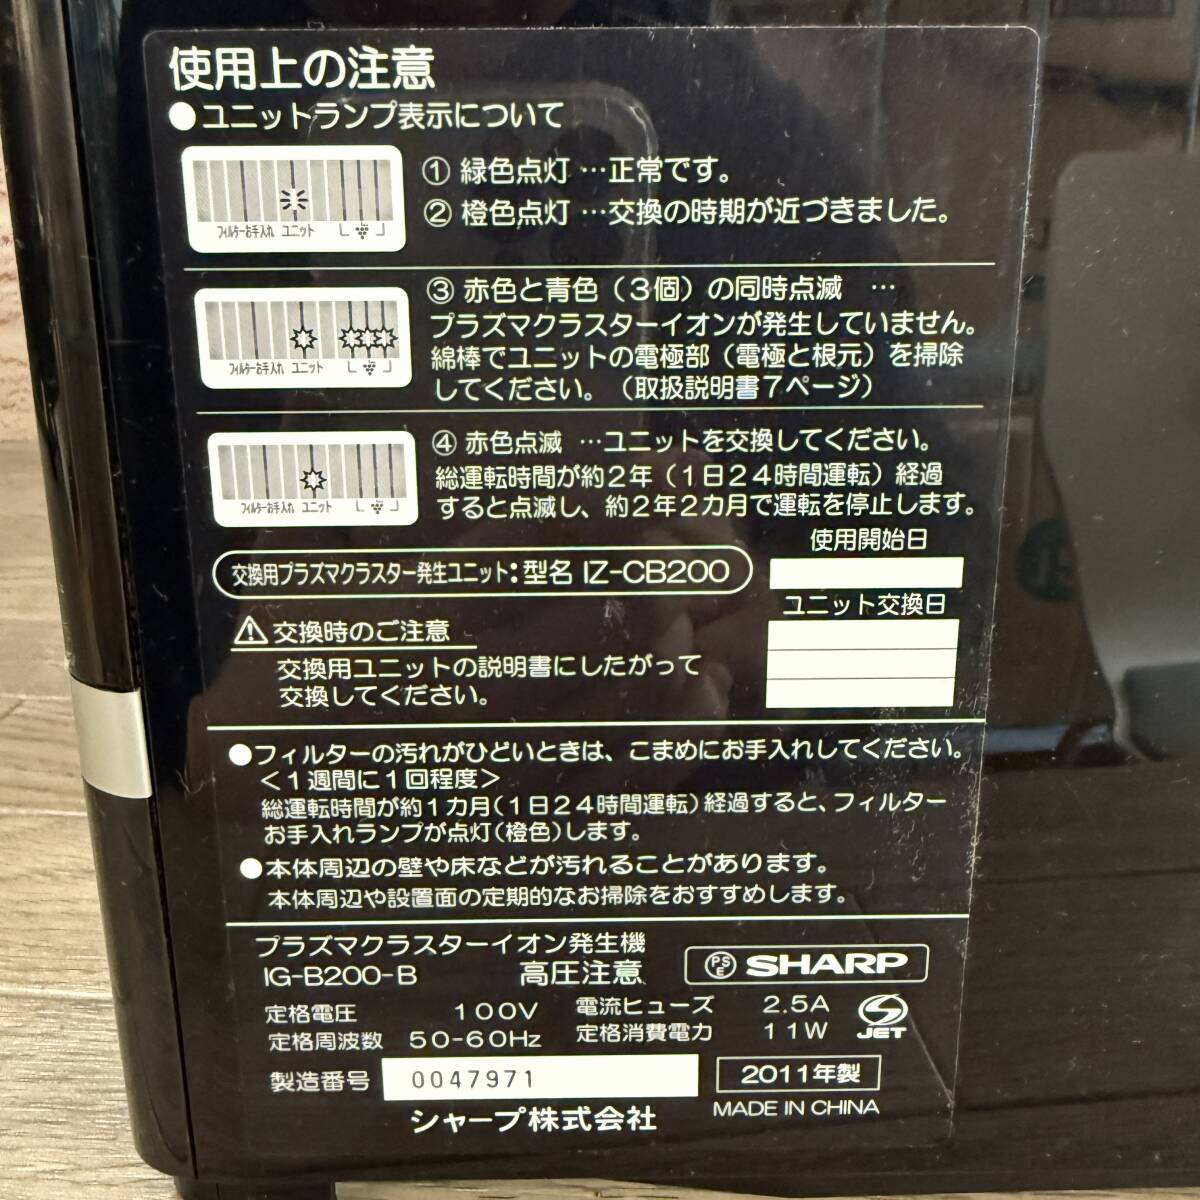 使用上の注意
●ユニットランプ表示について
① 緑色点灯 …正常です。
② 橙色点灯 …交換の時期が近づきました。
フィルターお手入れ ユニット
③ 赤色と青色（3個）の同時点滅 …
プラズマクラスターイオンが発生していません。
綿棒でユニットの電極部（電極と根元）を掃除
してください。（取扱説明書7ページ）
フィルターお手入れ ユニット
④ 赤色点滅 …ユニットを交換してください。
総運転時間が約2年（1日24時間運転）経過
すると点滅し、約2年2カ月で運転を停止します。
フィルターお手入れ ユニット
交換用プラズマクラスター発生ユニット：型名 IZ-CB200
使用開始日
ユニット交換日
⚠交換時のご注意
交換用ユニットの説明書にしたがって
交換してください。
●フィルターの汚れがひどいときは、こまめにお手入れしてください。
＜1週間に1回程度＞
総運転時間が約1カ月（1日24時間運転）経過すると、フィルター
お手入れランプが点灯（橙色）します。
●本体周辺の壁や床などが汚れることがあります。
本体周辺や設置面の定期的なお掃除をおすすめします。
プラズマクラスターイオン発生機
IG-B200-B 高圧注意
PSE SHARP
定格電圧 100V 電流ヒューズ 2.5A
定格周波数 50-60Hz 定格消費電力 11W
JET
製造番号 0047971 2011年製
シャープ株式会社 MADE IN CHINA